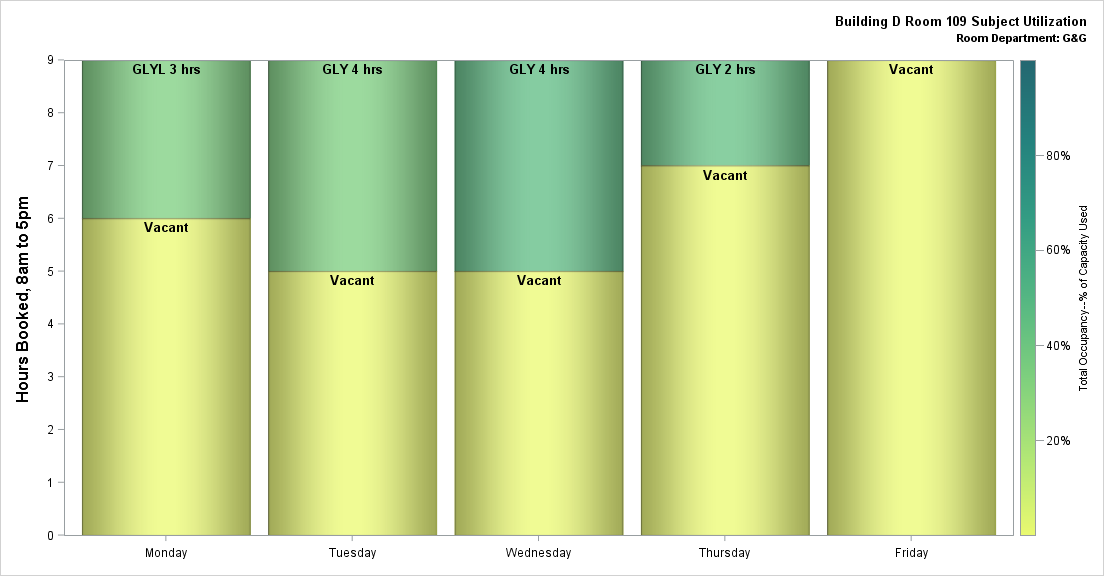 Building D Room 109 Subject Utilization
Room Department: G&G
Hours Booked, 8am to 5pm
9
8
7
6
5
4
3
2
1
0
GLYL 3 hrs
Vacant
GLY 4 hrs
Vacant
GLY 4 hrs
Vacant
GLY 2 hrs
Vacant
Vacant
Monday
Tuesday
Wednesday
Thursday
Friday
80%
60%
40%
20%
Total Occupancy--% of Capacity Used